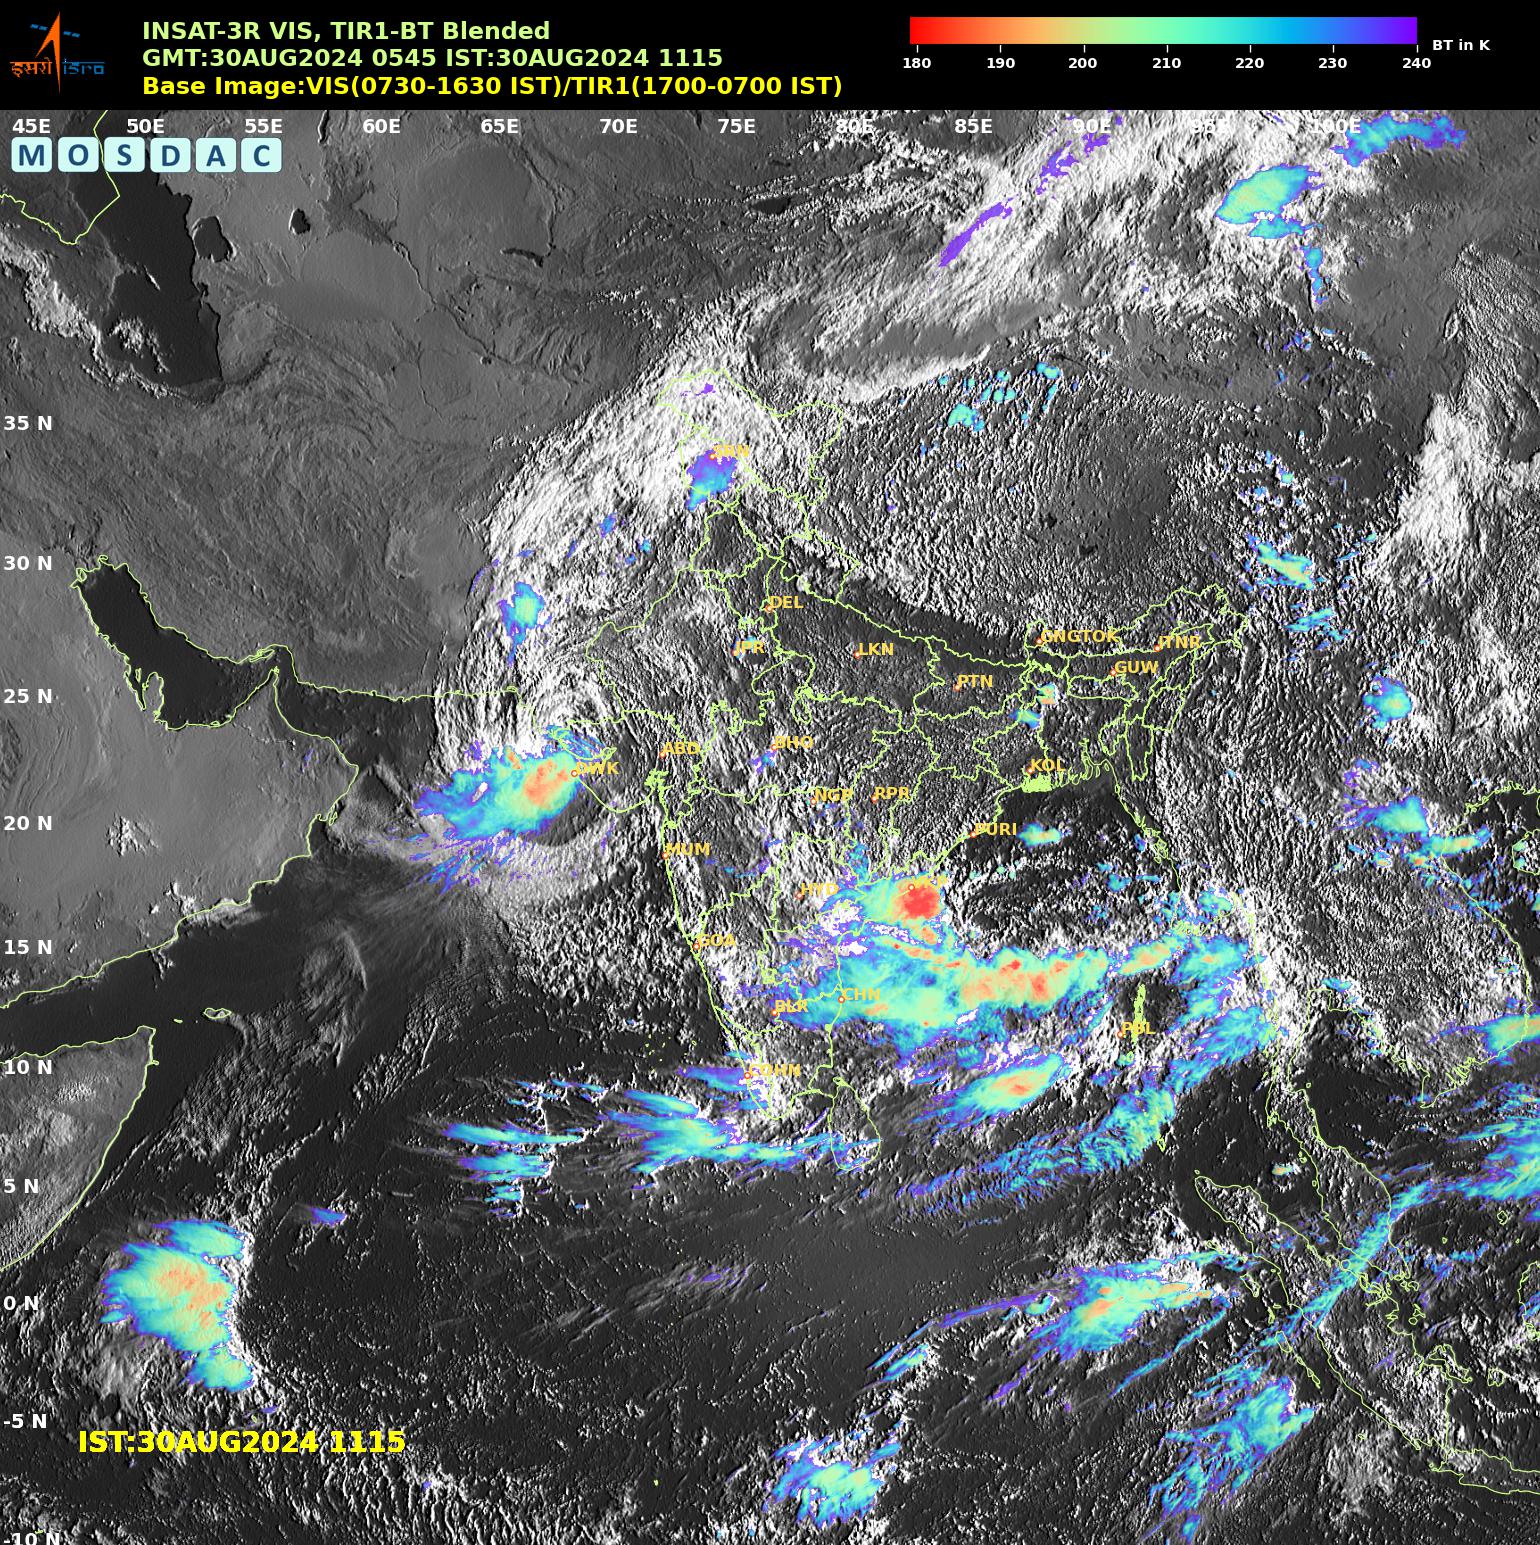 INSAT-3R VIS, TIR1-BT Blended
GMT:30AUG2024 0545 IST:30AUG2024 1115
Base Image:VIS(0730-1630 IST)/TIR1(1700-0700 IST)
इसरो isro
BT in K
180 190 200 210 220 230 240
45E 50E 55E 60E 65E 70E 75E 80E 85E 90E 95E 100E
MOSDAC
35 N
SRN
30 N
DEL
GNGTOK
ITNR
JPR
LKN
GUW
PTN
25 N
ABD
BHO
DWK
KOL
NGP
RPR
20 N
PURI
MUM
HYD
GOA
15 N
CHN
BLR
PBL
COHN
10 N
5 N
0 N
-5 N
IST:30AUG2024 1115
-10 N